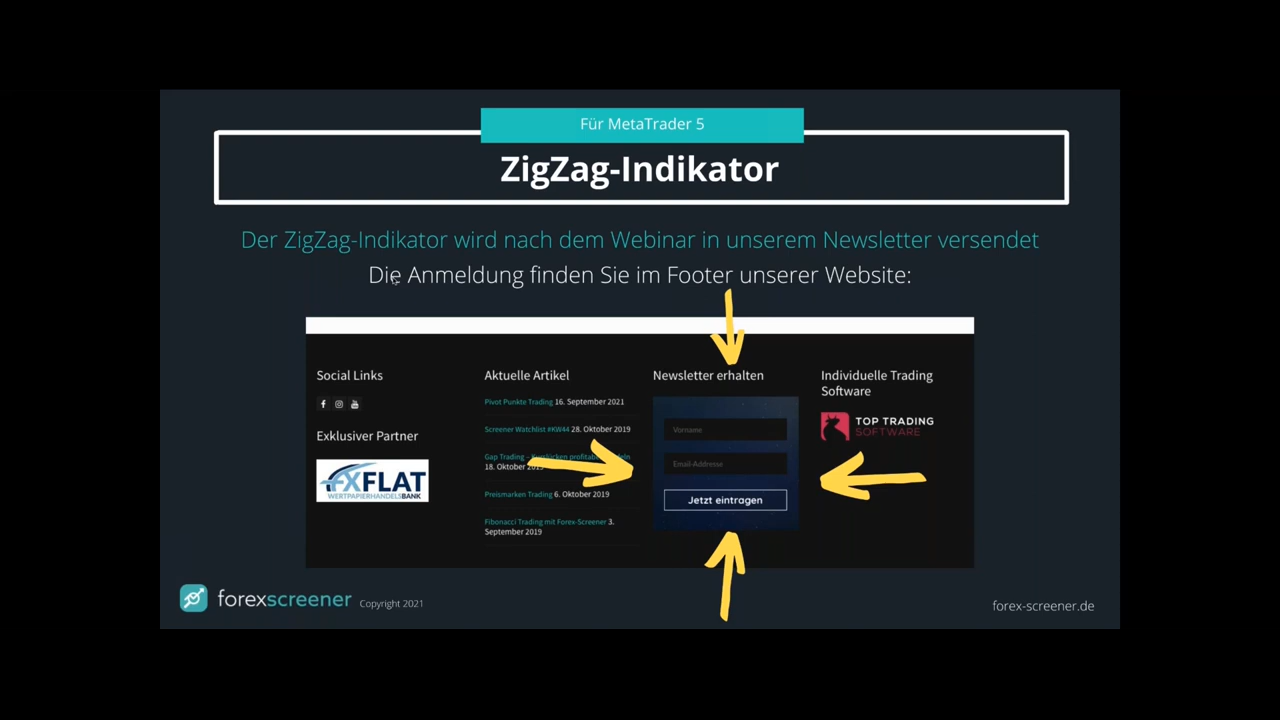 Für MetaTrader 5
ZigZag-Indikator
Der ZigZag-Indikator wird nach dem Webinar in unserem Newsletter versendet
Die Anmeldung finden Sie im Footer unserer Website:
Social Links
Exklusiver Partner
FXFLAT
WERTPAPIERHANDELSBANK
Aktuelle Artikel
Pivot Punkte Trading 16. September 2021
Screener Watchlist #KW44 28. Oktober 2019
Gap Trading – profitabel
18. Oktober 2019
Preismarken Trading 6. Oktober 2019
Fibonacci Trading mit Forex-Screener 3.
September 2019
Newsletter erhalten
Vorname
Email-Addresse
Jetzt eintragen
Individuelle Trading
Software
TOP TRADING
SOFTWARE
forexscreener
Copyright 2021
forex-screener.de